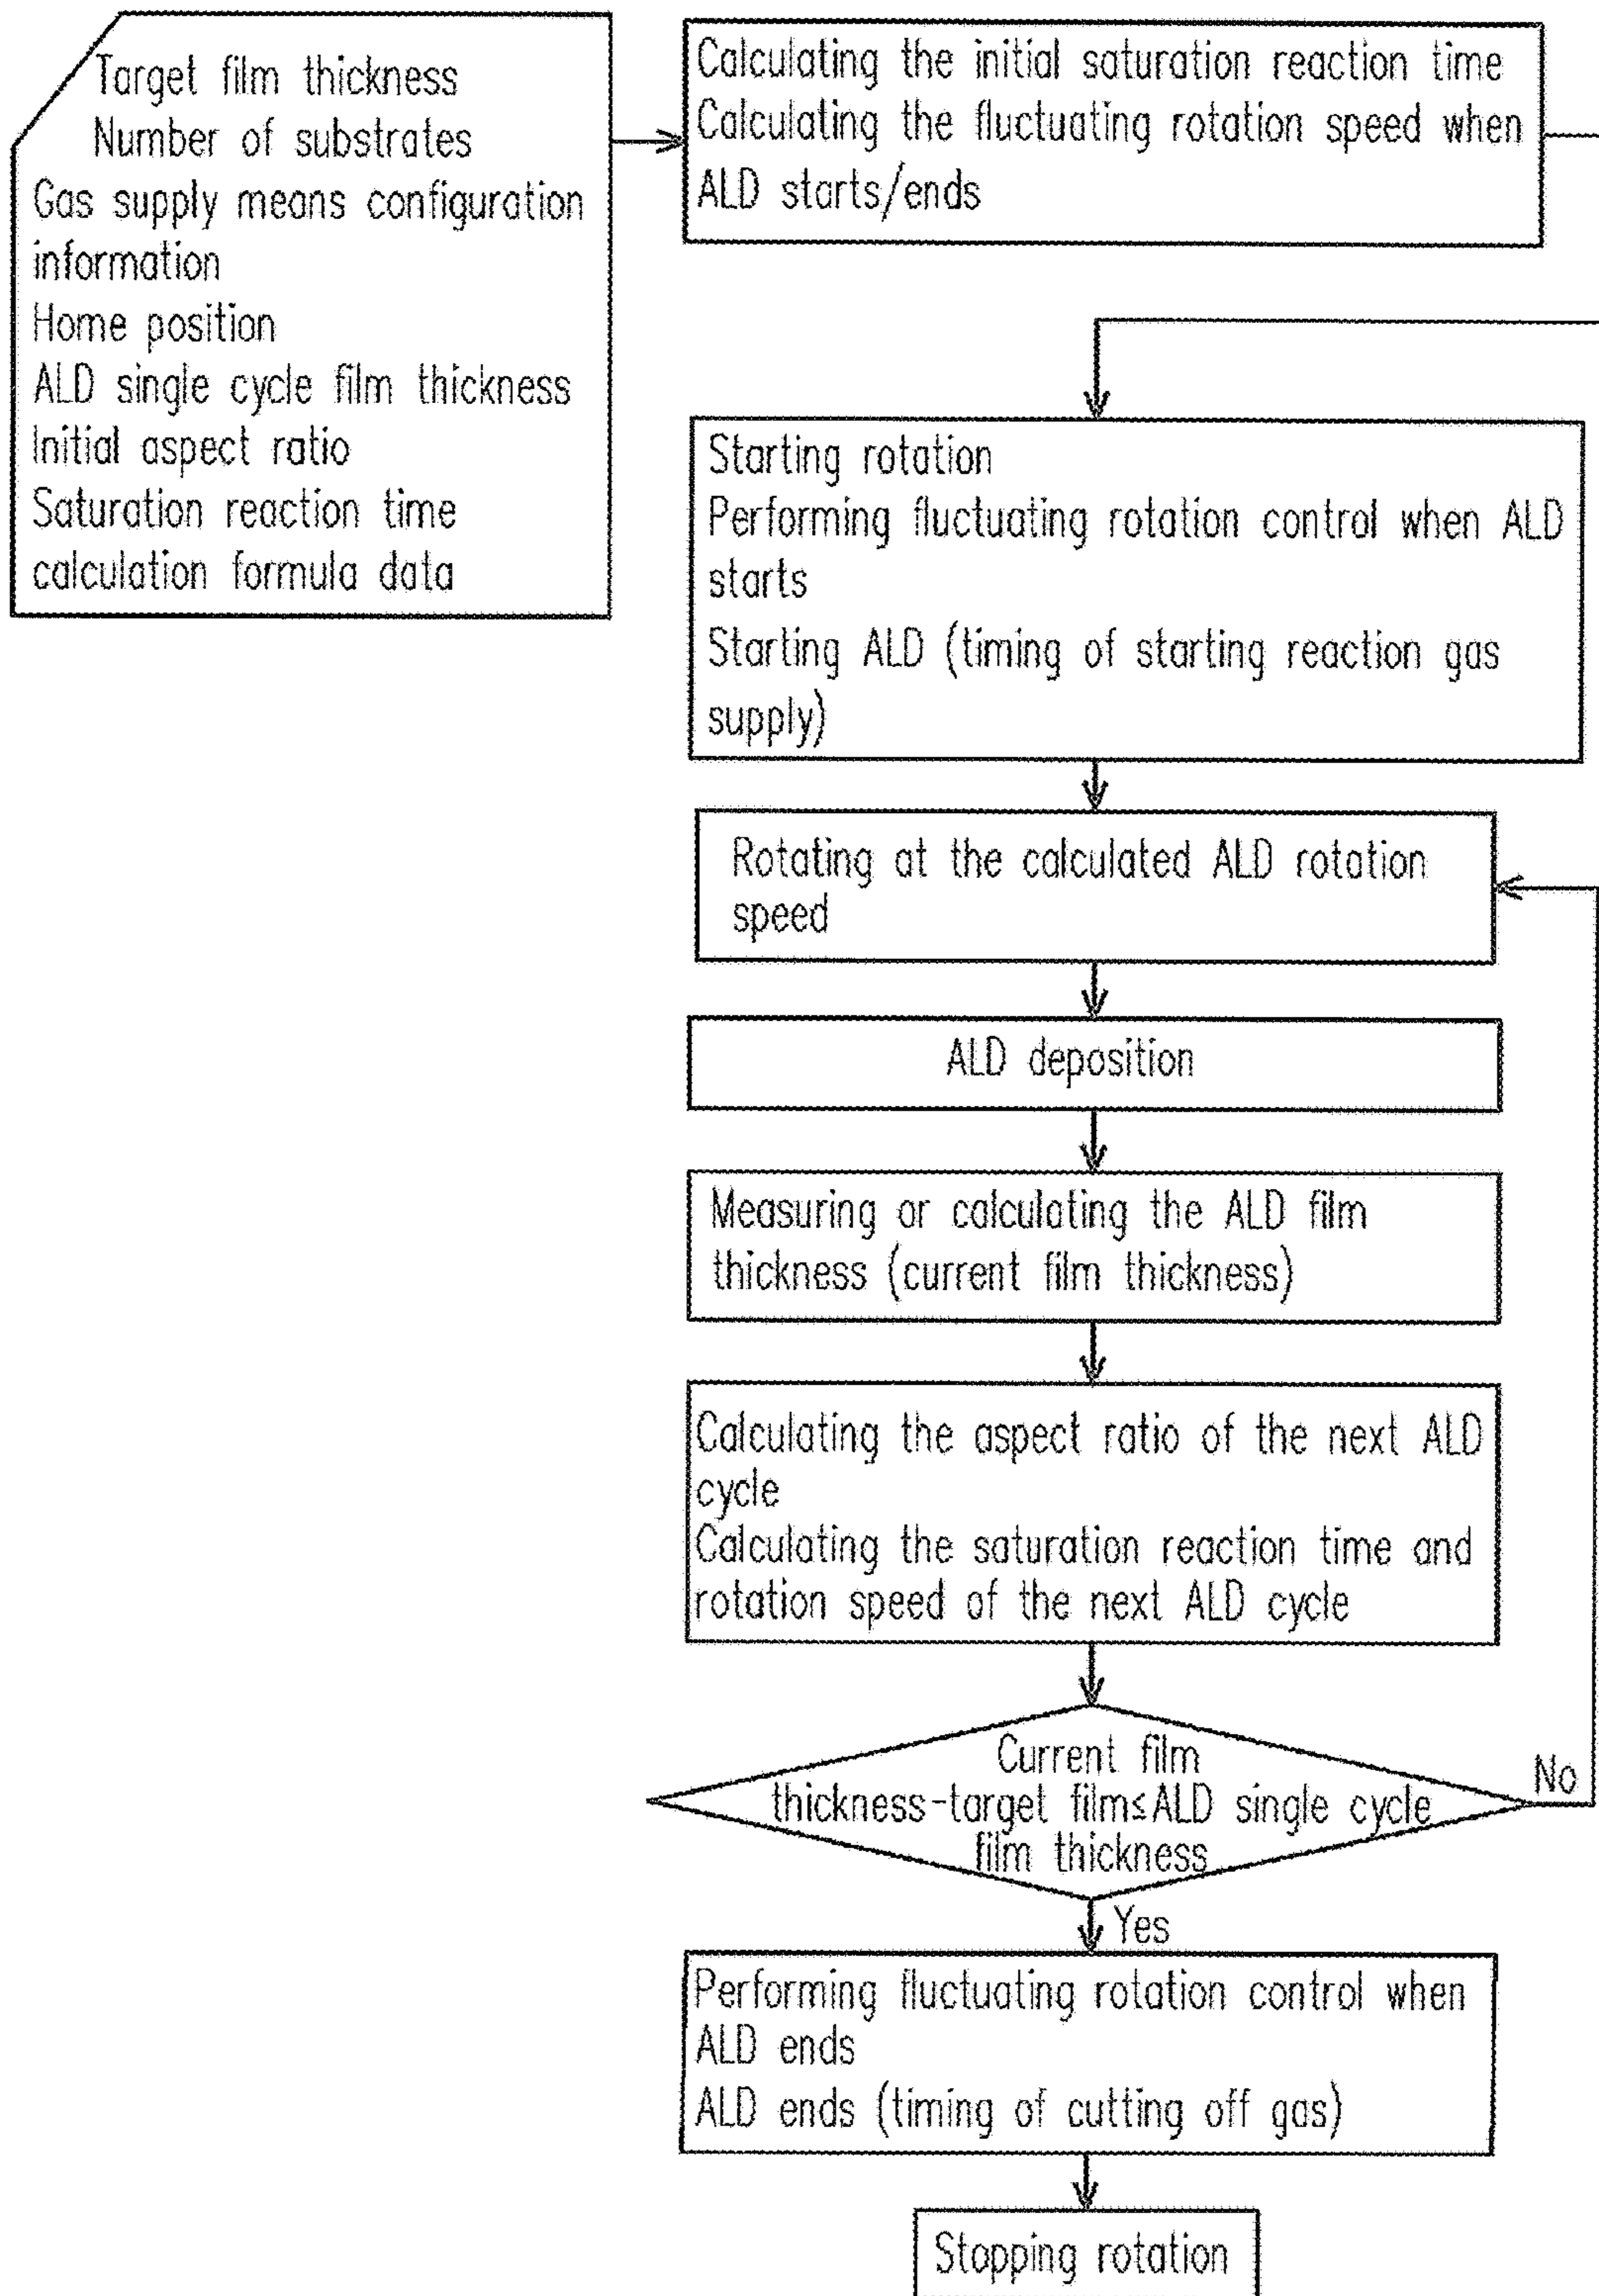 Target film thickness
Number of substrates
Gas supply means configuration
information
Home position
ALD single cycle film thickness
Initial aspect ratio
Saturation reaction time
calculation formula data
Calculating the initial saturation reaction time
Calculating the fluctuating rotation speed when
ALD starts/ends
Starting rotation
Performing fluctuating rotation control when ALD
starts
Starting ALD (timing of starting reaction gas
supply)
Rotating at the calculated ALD rotation
speed
ALD deposition
Measuring or calculating the ALD film
thickness (current film thickness)
Calculating the aspect ratio of the next ALD
cycle
Calculating the saturation reaction time and
rotation speed of the next ALD cycle
Current film
thickness-target film≤ALD single cycle
film thickness
No
Yes
Performing fluctuating rotation control when
ALD ends
ALD ends (timing of cutting off gas)
Stopping rotation